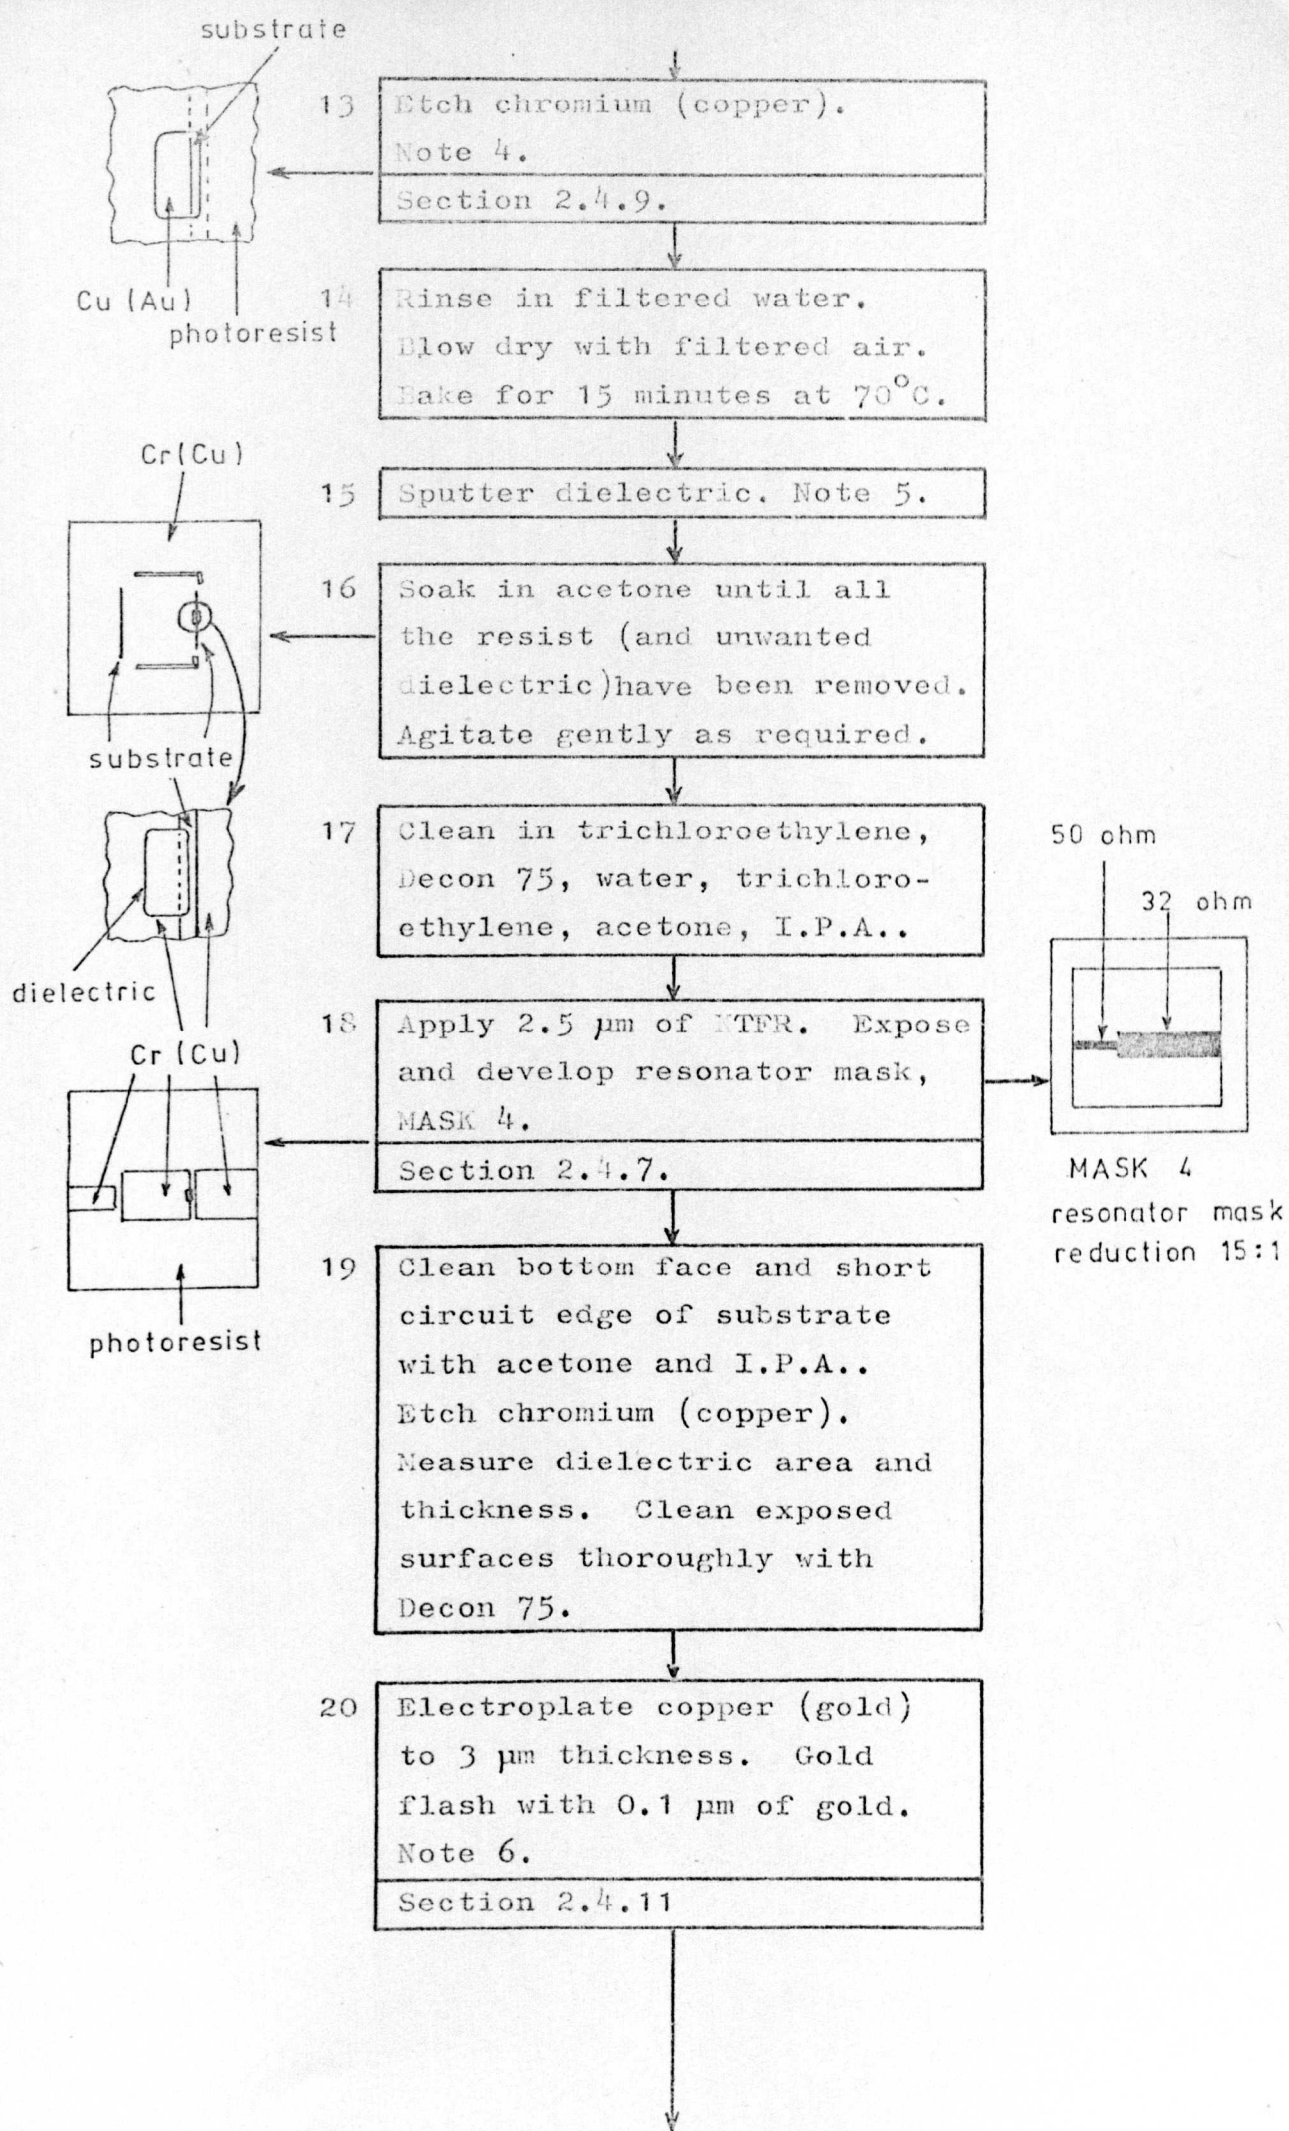 substrate
13
Etch chromium (copper).
Note 4.
Section 2.4.9.
Cu (Au)
photoresist
14
Rinse in filtered water.
Blow dry with filtered air.
Bake for 15 minutes at 70°C.
Cr(Cu)
15
Sputter dielectric. Note 5.
16
Soak in acetone until all
the resist (and unwanted
dielectric)have been removed.
Agitate gently as required.
substrate
17
Clean in trichloroethylene,
Decon 75, water, trichloro-
ethylene, acetone, I.P.A..
dielectric
50 ohm
32 ohm
18
Apply 2.5 µm of KTFR. Expose
and develop resonator mask,
MASK 4.
Section 2.4.7.
Cr (Cu)
photoresist
MASK 4
resonator mask
reduction 15:1
19
Clean bottom face and short
circuit edge of substrate
with acetone and I.P.A..
Etch chromium (copper).
Measure dielectric area and
thickness. Clean exposed
surfaces thoroughly with
Decon 75.
20
Electroplate copper (gold)
to 3 µm thickness. Gold
flash with 0.1 µm of gold.
Note 6.
Section 2.4.11